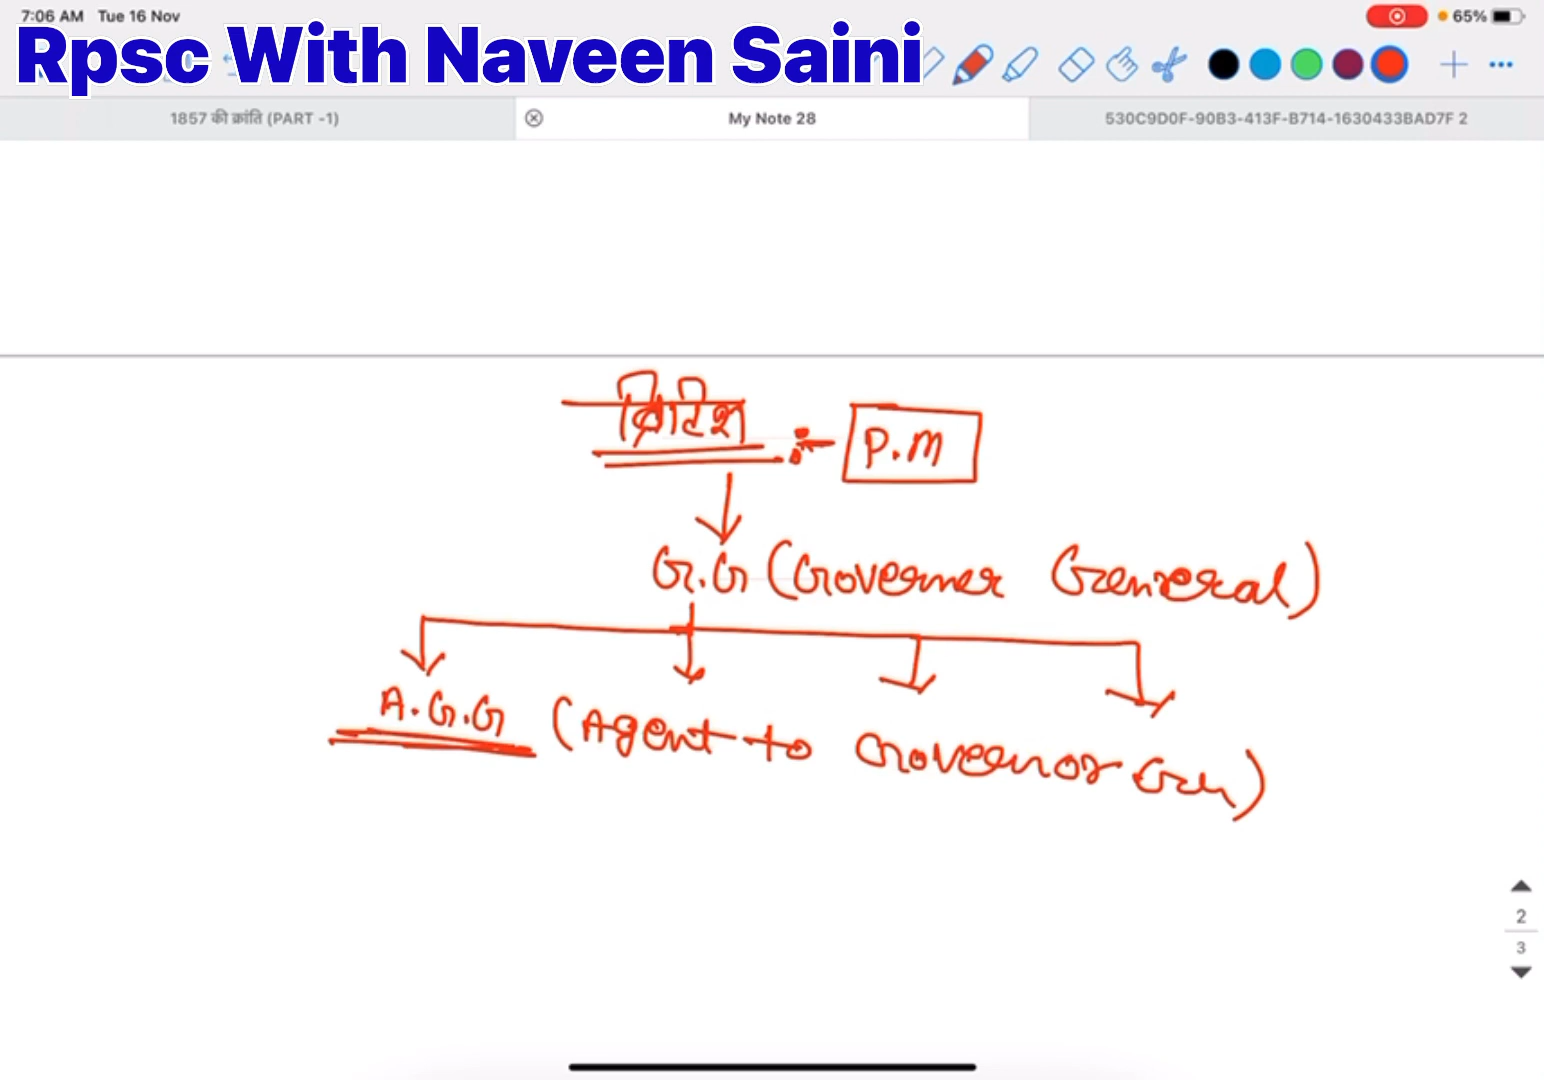 7:06 AM Tue 16 Nov
65%
Rpsc With Naveen Saini
1857 की क्रांति (PART -1)
My Note 28
530C9D0F-90B3-413F-B714-1630433BAD7F 2
ब्रिटिश :- P.M
G.G (Governer General)
A.G.G (Agent to Governor Gen)
2
3